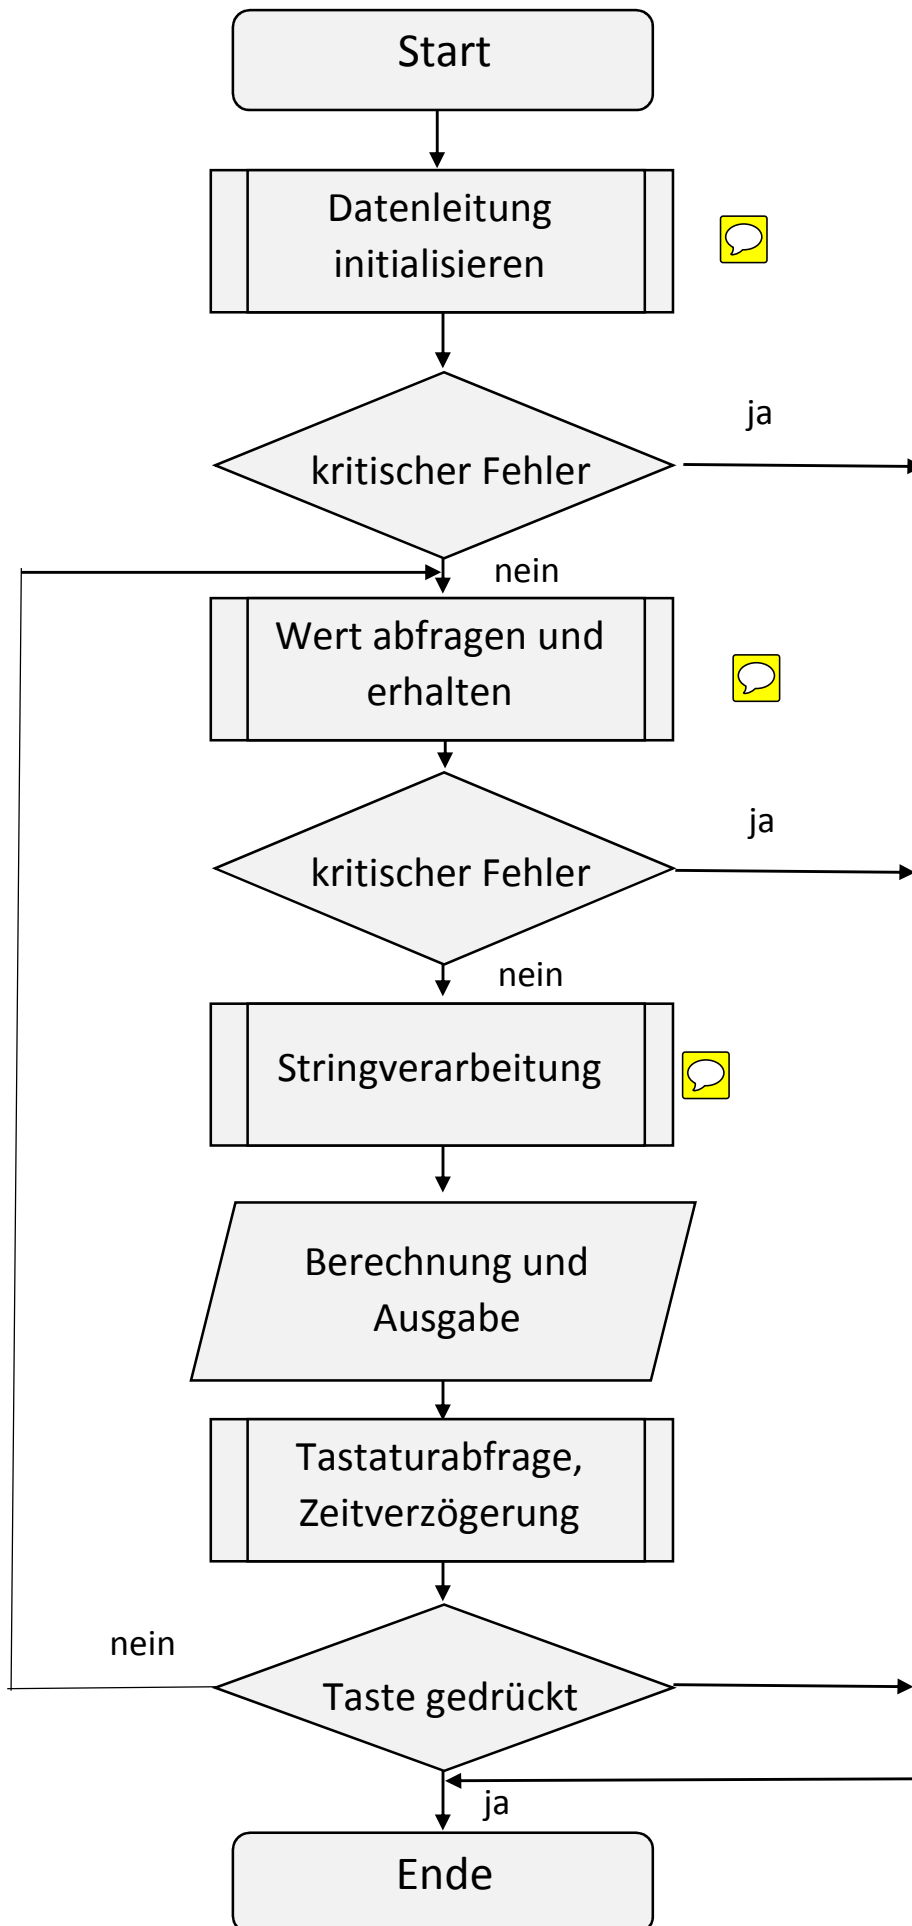 Start
Datenleitung
initialisieren
ja
kritischer Fehler
nein
Wert abfragen und
erhalten
ja
kritischer Fehler
nein
Stringverarbeitung
Berechnung und
Ausgabe
Tastaturabfrage,
Zeitverzögerung
nein
Taste gedrückt
ja
Ende